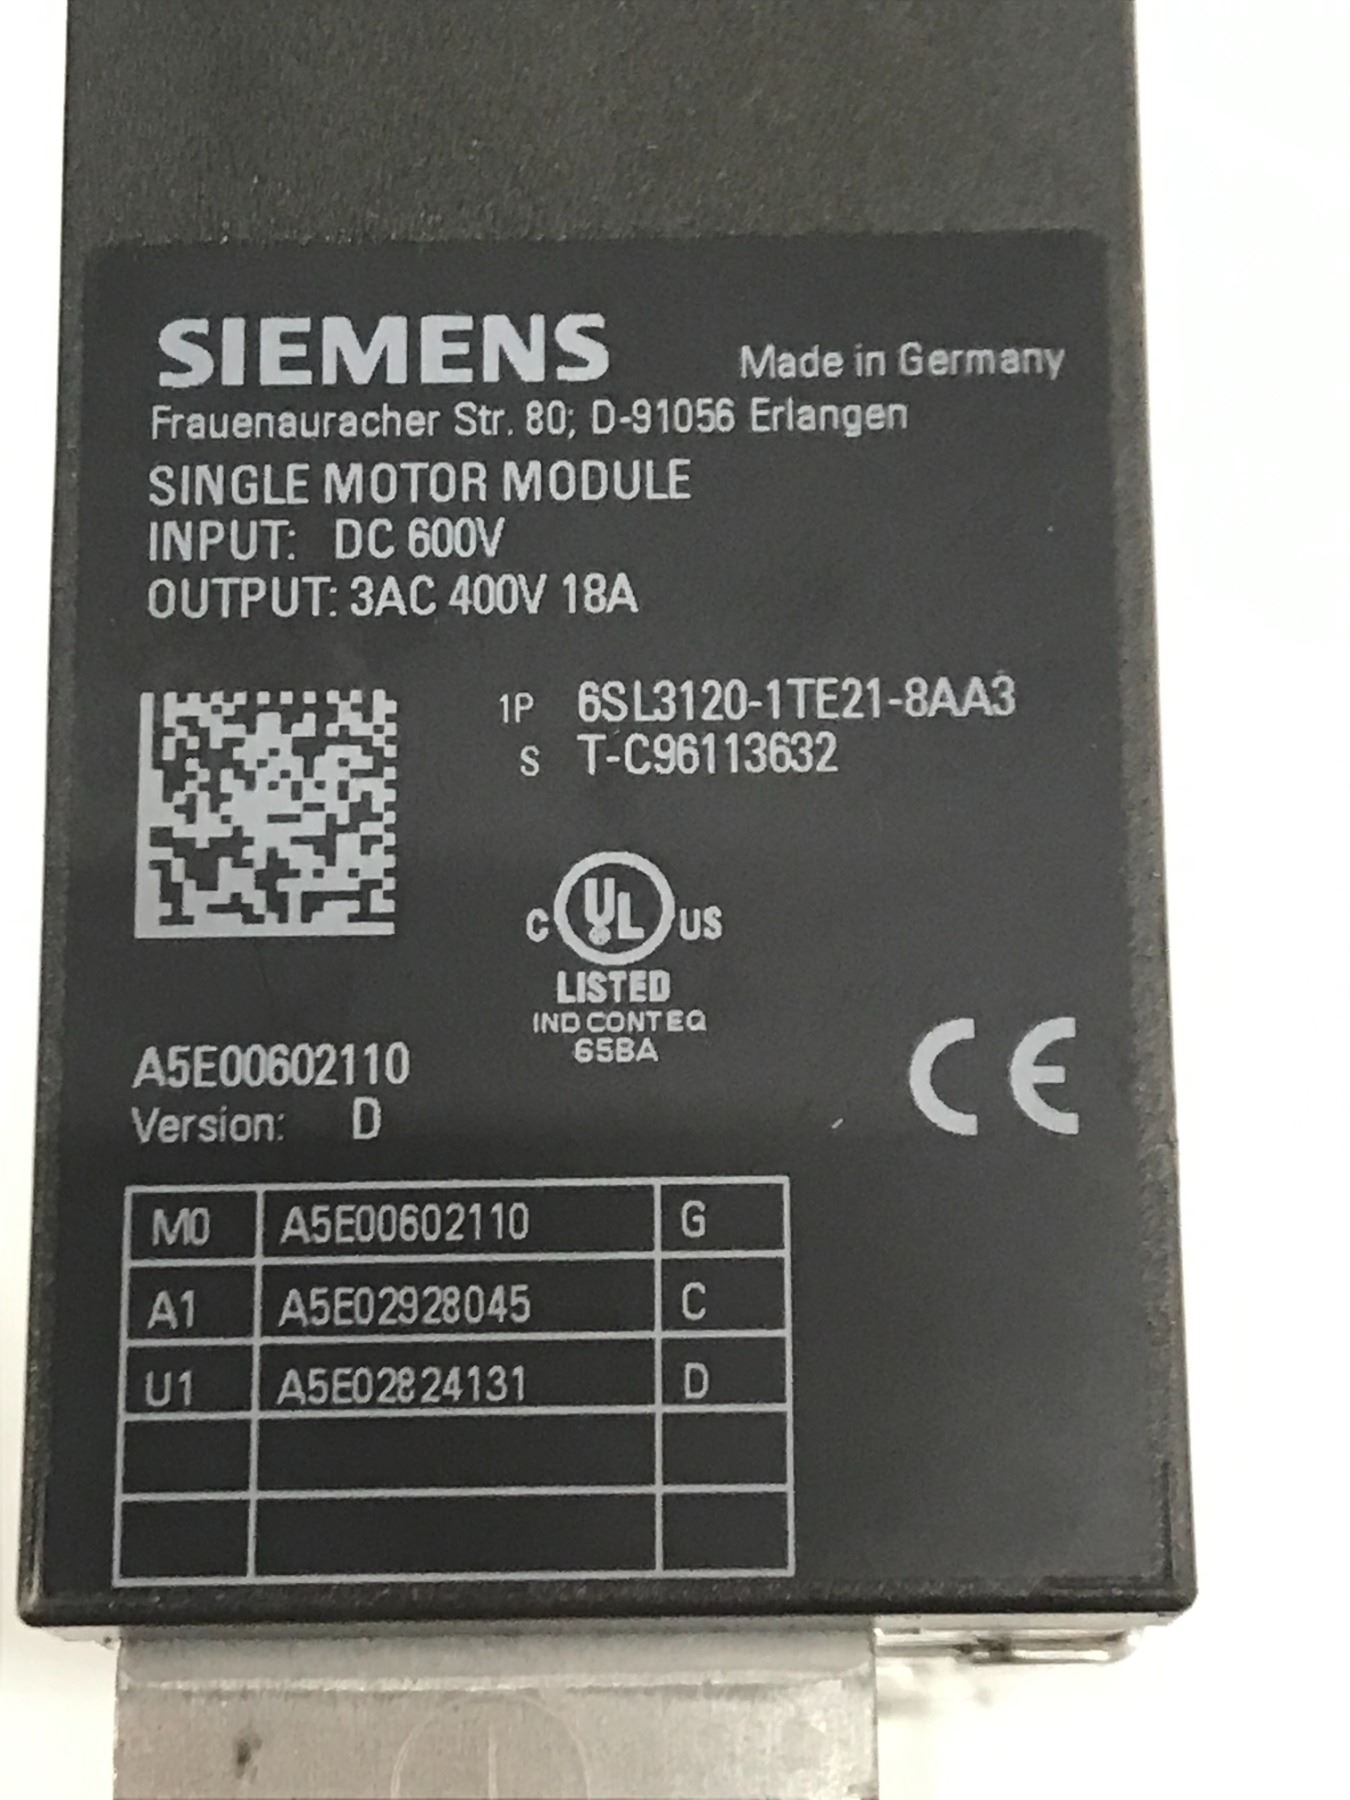 SIEMENS Made in Germany
Frauenauracher Str. 80; D-91056 Erlangen
SINGLE MOTOR MODULE
INPUT: DC 600V
OUTPUT: 3AC 400V 18A
1P 6SL3120-1TE21-8AA3
S T-C96113632
C UL US
LISTED
IND CONT EQ
65BA
CE
A5E00602110
Version: D
M0 A5E00602110 G
A1 A5E02928045 C
U1 A5E02824131 D